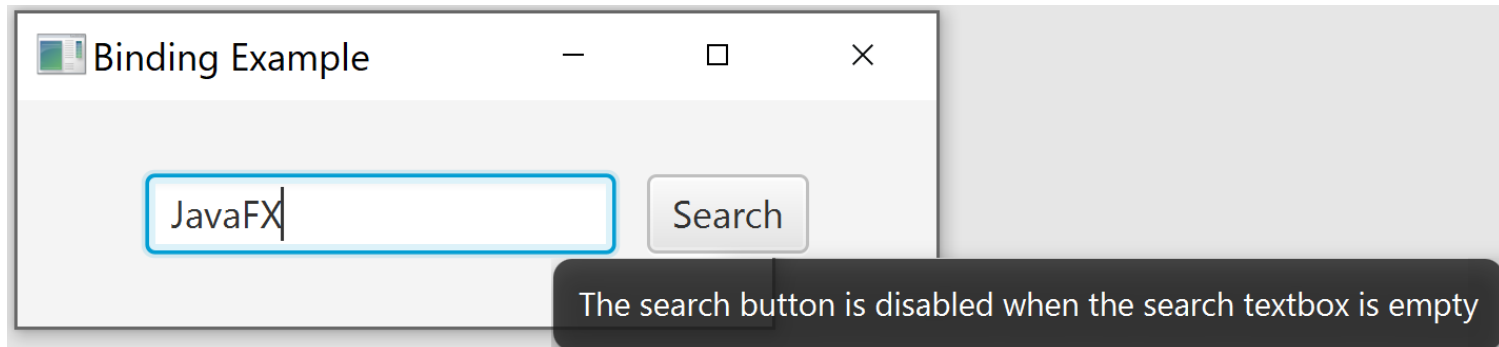 Binding Example
JavaFX Search
The search button is disabled when the search textbox is empty